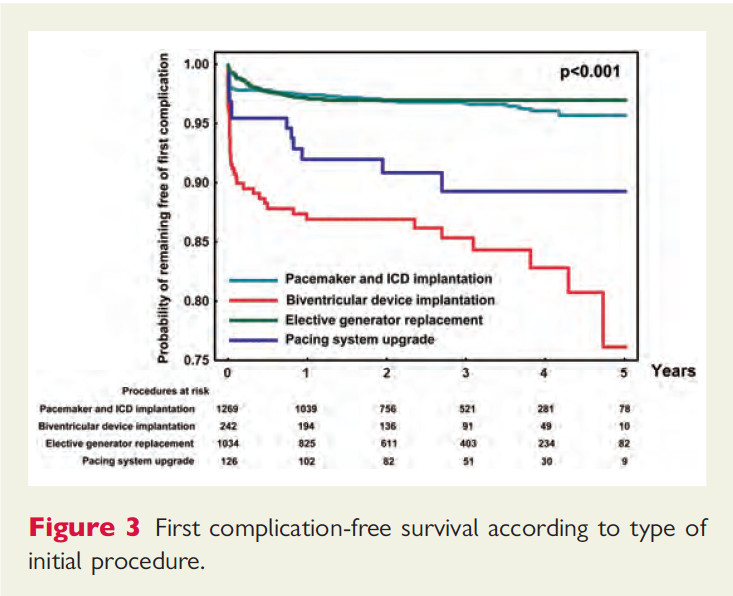 Probability of remaining free of first complication
1.00
0.95
0.90
0.85
0.80
0.75
p<0.001
Pacemaker and ICD implantation
Biventricular device implantation
Elective generator replacement
Pacing system upgrade
0 1 2 3 4 5 Years
Procedures at risk
Pacemaker and ICD implantation 1269 1039 756 521 281 78
Biventricular device implantation 242 194 136 91 49 10
Elective generator replacement 1034 825 611 403 234 82
Pacing system upgrade 126 102 82 51 30 9
Figure 3 First complication-free survival according to type of
initial procedure.